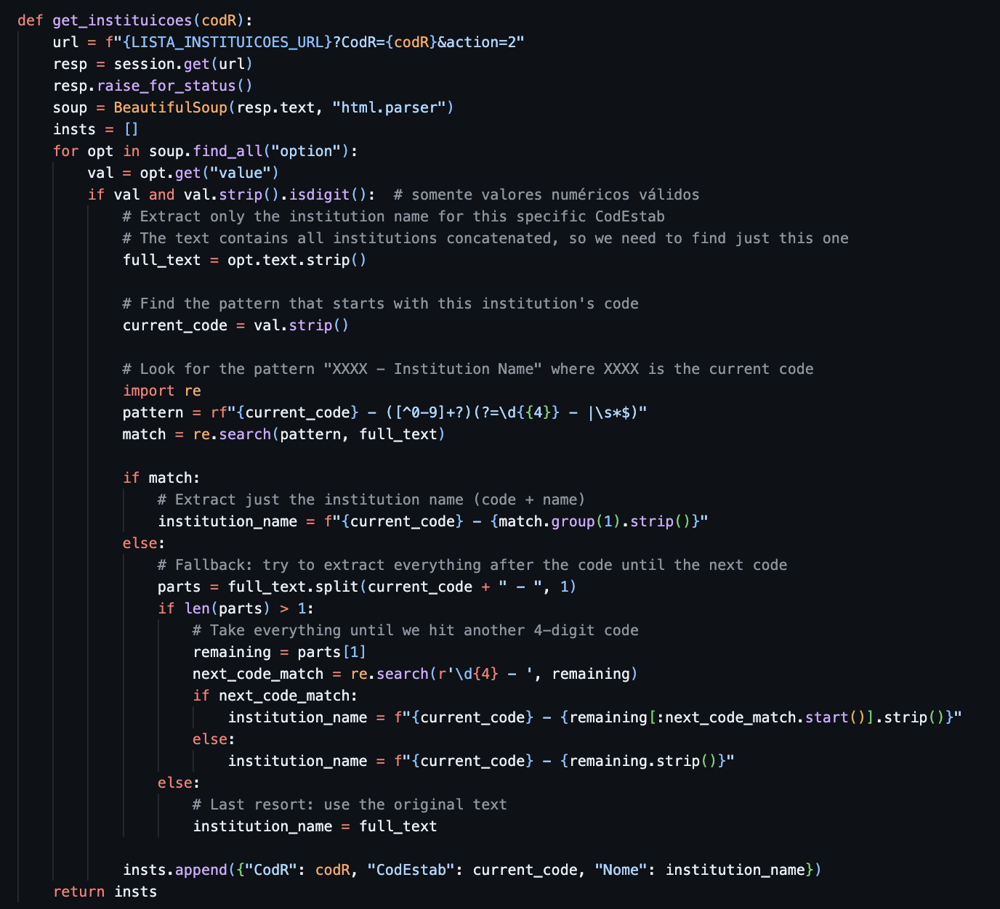 def get_instituicoes(codR):
    url = f"{LISTA_INSTITUICOES_URL}?CodR={codR}&action=2"
    resp = session.get(url)
    resp.raise_for_status()
    soup = BeautifulSoup(resp.text, "html.parser")
    insts = []
    for opt in soup.find_all("option"):
        val = opt.get("value")
        if val and val.strip().isdigit():  # somente valores numéricos válidos
            # Extract only the institution name for this specific CodEstab
            # The text contains all institutions concatenated, so we need to find just this one
            full_text = opt.text.strip()

            # Find the pattern that starts with this institution's code
            current_code = val.strip()

            # Look for the pattern "XXXX - Institution Name" where XXXX is the current code
            import re
            pattern = rf"{current_code} - ([^0-9]+?)(?=\d{{4}} - |\s*$)"
            match = re.search(pattern, full_text)

            if match:
                # Extract just the institution name (code + name)
                institution_name = f"{current_code} - {match.group(1).strip()}"
            else:
                # Fallback: try to extract everything after the code until the next code
                parts = full_text.split(current_code + " - ", 1)
                if len(parts) > 1:
                    # Take everything until we hit another 4-digit code
                    remaining = parts[1]
                    next_code_match = re.search(r'\d{4} - ', remaining)
                    if next_code_match:
                        institution_name = f"{current_code} - {remaining[:next_code_match.start()].strip()}"
                    else:
                        institution_name = f"{current_code} - {remaining.strip()}"
                else:
                    # Last resort: use the original text
                    institution_name = full_text

            insts.append({"CodR": codR, "CodEstab": current_code, "Nome": institution_name})
    return insts